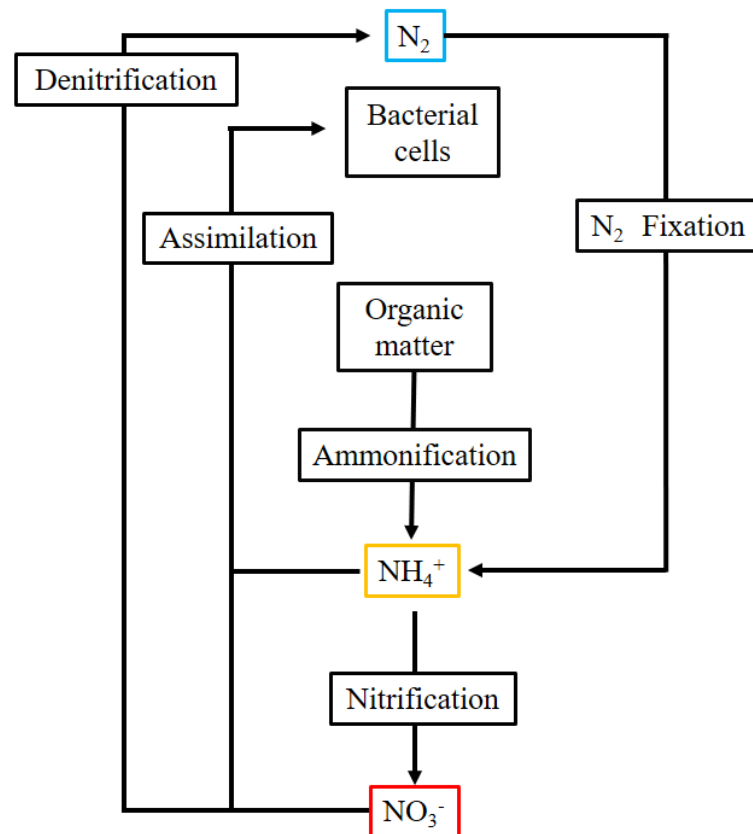 N₂
Denitrification
Bacterial
cells
Assimilation
N₂ Fixation
Organic
matter
Ammonification
NH₄⁺
Nitrification
NO₃⁻